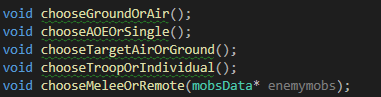 void chooseGroundOrAir();
void chooseAOEOrSingle();
void chooseTargetAirOrGround();
void chooseTroopOrIndividual();
void chooseMeleeOrRemote(mobsData* enemymobs);